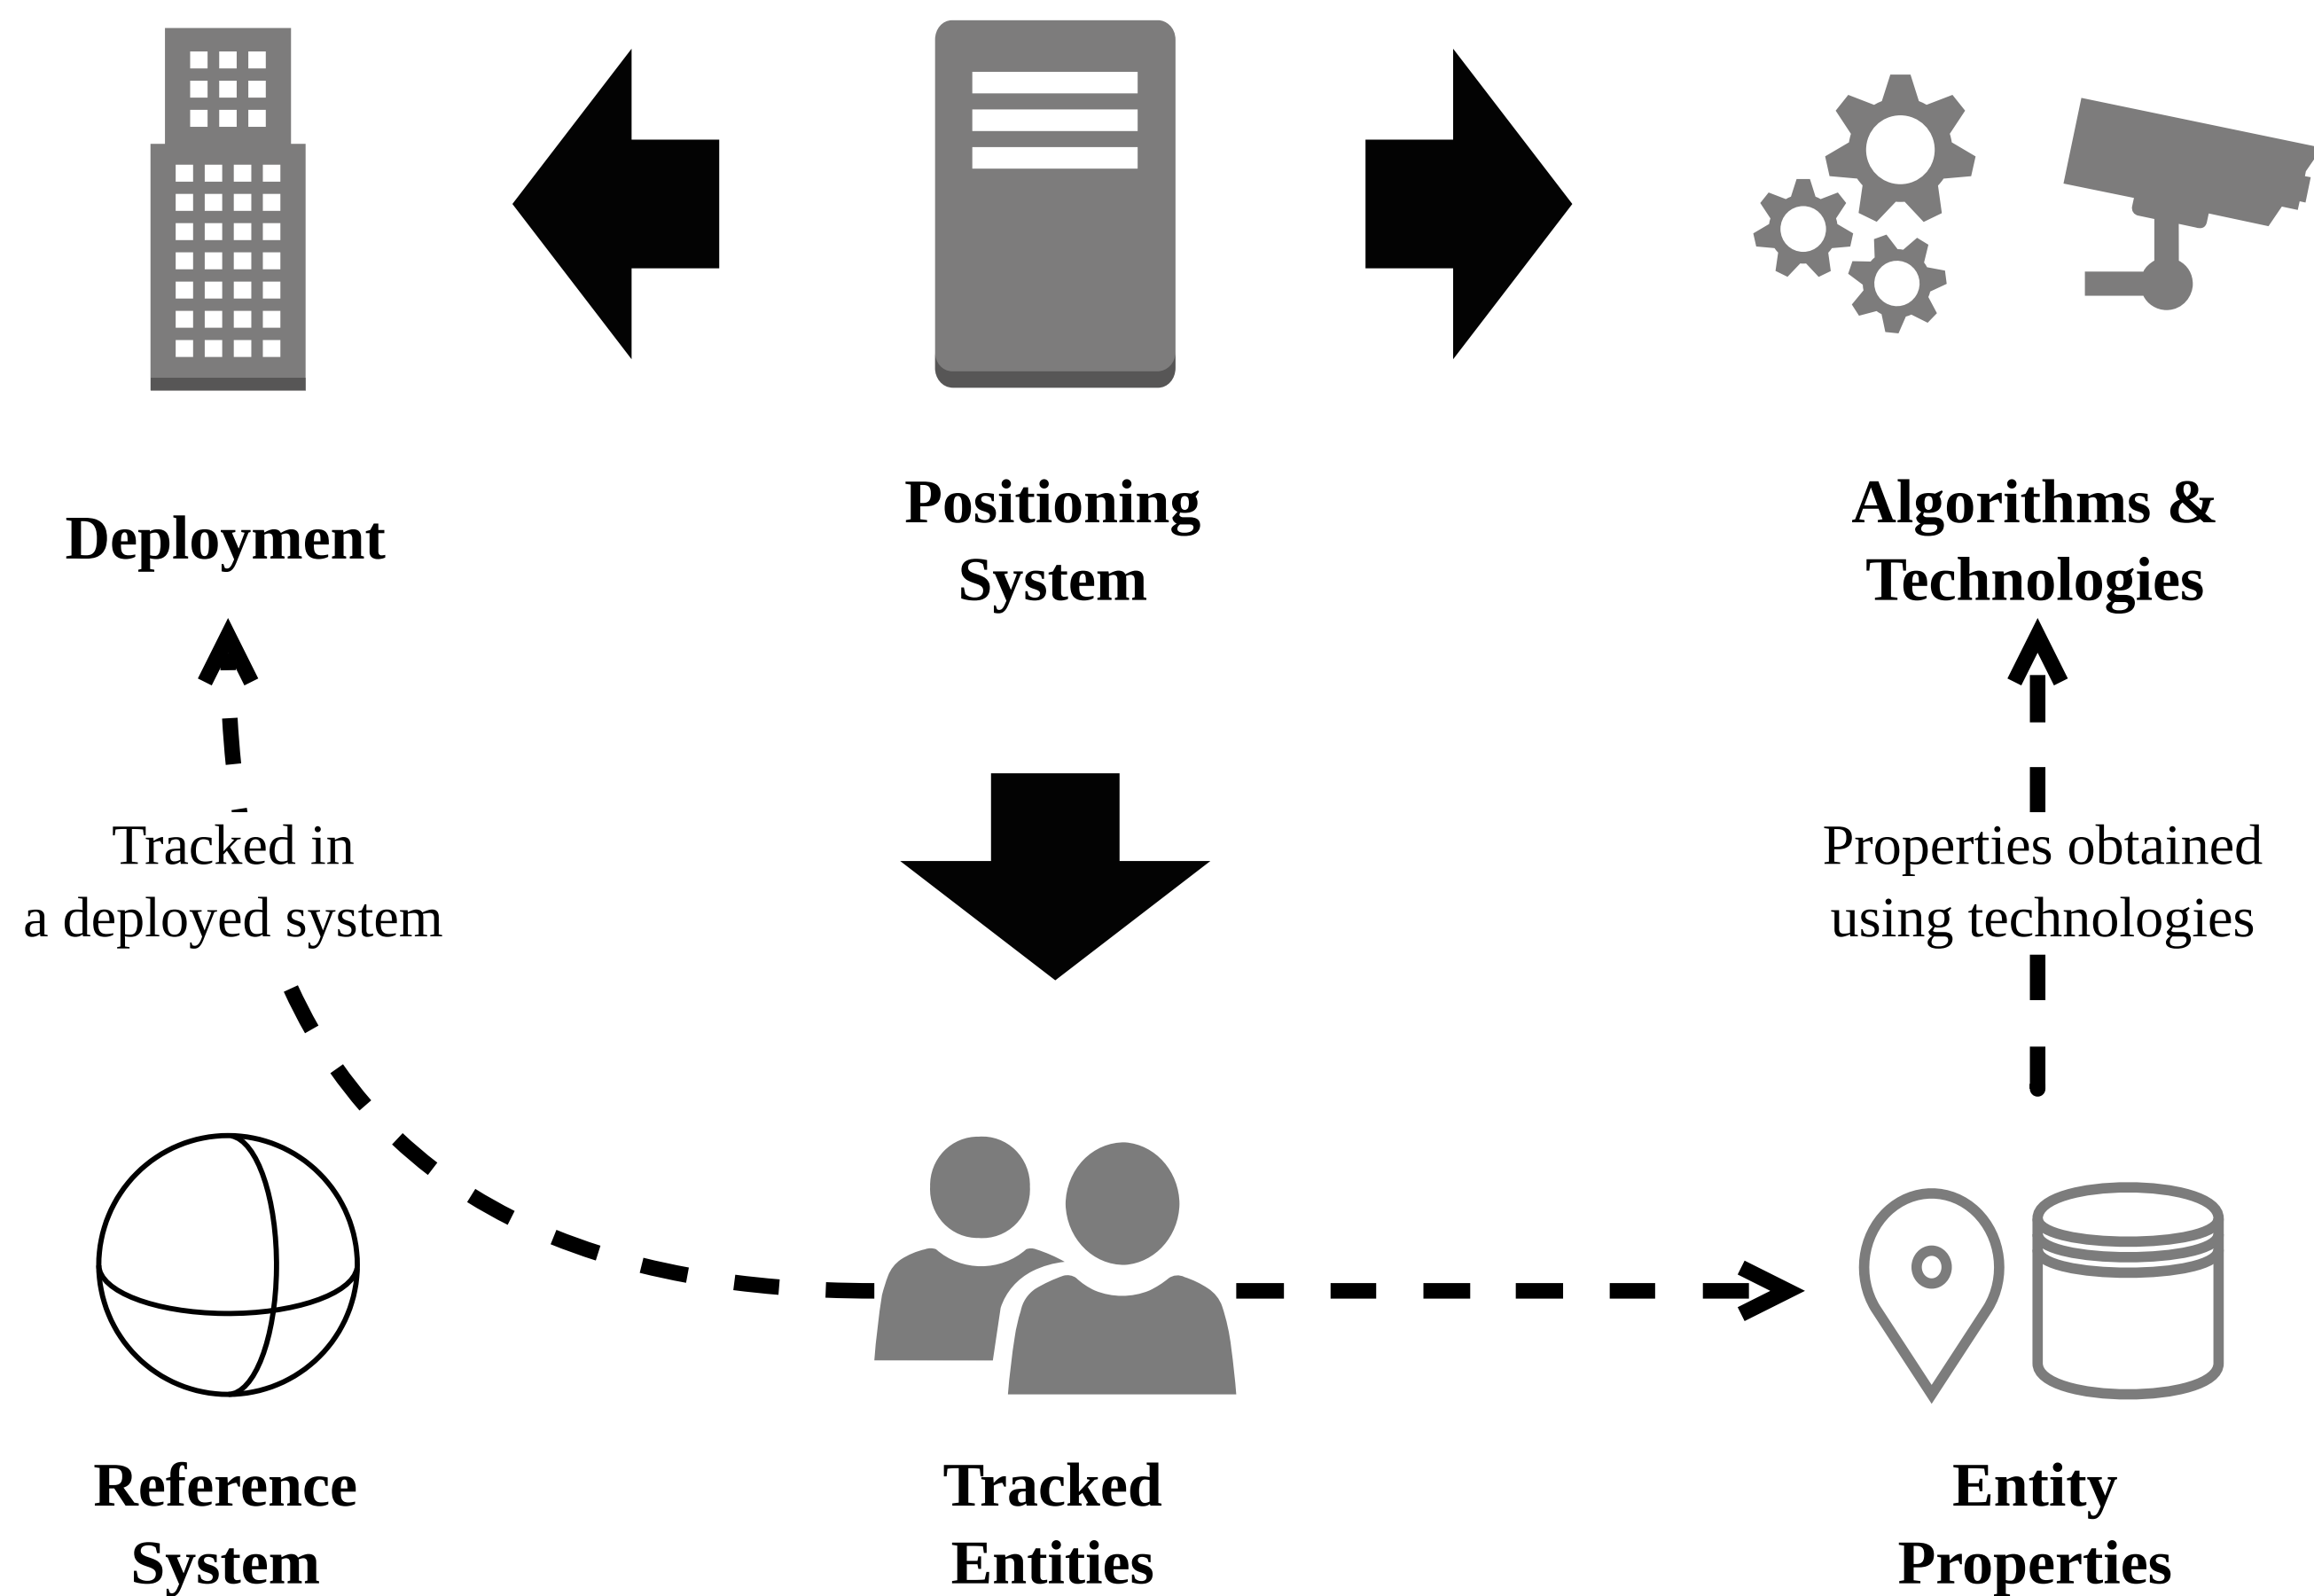 Deployment
Positioning
System
Algorithms &
Technologies
Tracked in
a deployed system
Properties obtained
using technologies
Reference
System
Tracked
Entities
Entity
Properties